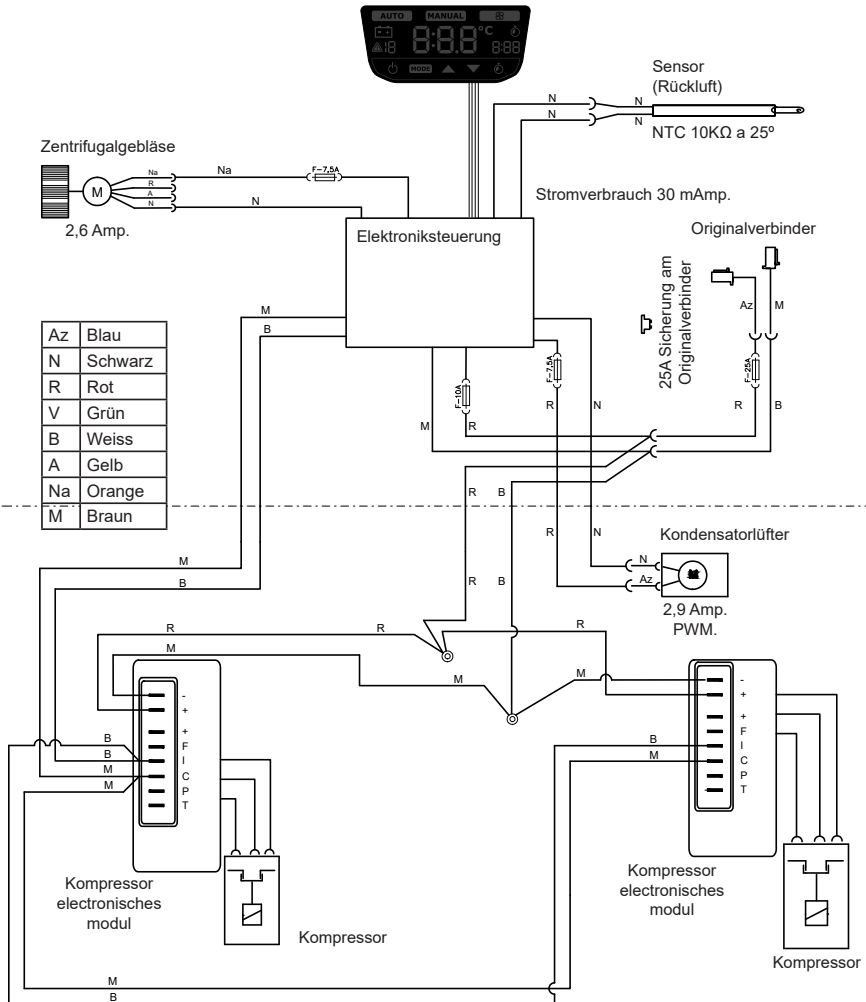 AUTO
MANUAL
18
8:8.8
°C
8:88
MODE
Sensor
(Rückluft)
N
N
N
N
NTC 10KΩ a 25º
Zentrifugalgebläse
M
Na
R
A
N
Na
F-7,5A
N
2,6 Amp.
Stromverbrauch 30 mAmp.
Elektroniksteuerung
Originalverbinder
25A Sicherung am
Originalverbinder
Az
M
F-25A
R
B
M
B
F-10A
F-7,5A
M
R
R
N
Az Blau
N Schwarz
R Rot
V Grün
B Weiss
A Gelb
Na Orange
M Braun
R
B
R
N
M
B
R
B
Kondensatorlüfter
N
Az
2,9 Amp.
PWM.
R
R
R
M
M
M
-
+
+
F
I
C
P
T
B
B
M
M
-
+
+
F
I
C
P
T
B
M
Kompressor
electronisches
modul
Kompressor
Kompressor
electronisches
modul
Kompressor
M
B